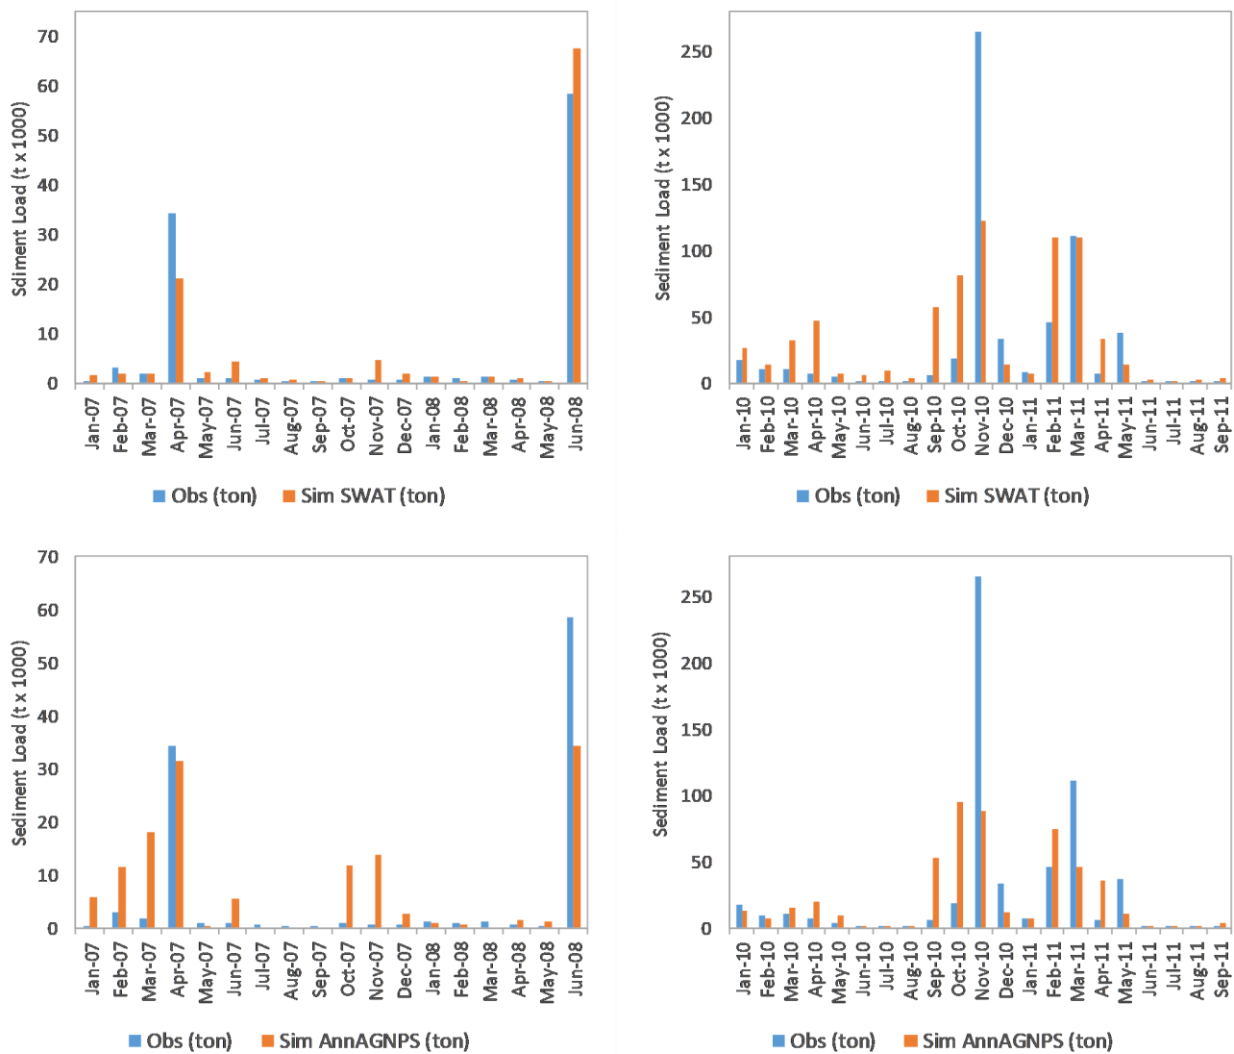 Sdiment Load (t x 1000)
70
60
50
40
30
20
10
0
Jan-07
Feb-07
Mar-07
Apr-07
May-07
Jun-07
Jul-07
Aug-07
Sep-07
Oct-07
Nov-07
Dec-07
Jan-08
Feb-08
Mar-08
Apr-08
May-08
Jun-08
Obs (ton) Sim SWAT (ton)
Sediment Load (t x 1000)
250
200
150
100
50
0
Jan-10
Feb-10
Mar-10
Apr-10
May-10
Jun-10
Jul-10
Aug-10
Sep-10
Oct-10
Nov-10
Dec-10
Jan-11
Feb-11
Mar-11
Apr-11
May-11
Jun-11
Jul-11
Aug-11
Sep-11
Obs (ton) Sim SWAT (ton)
Sediment Load (t x 1000)
70
60
50
40
30
20
10
0
Jan-07
Feb-07
Mar-07
Apr-07
May-07
Jun-07
Jul-07
Aug-07
Sep-07
Oct-07
Nov-07
Dec-07
Jan-08
Feb-08
Mar-08
Apr-08
May-08
Jun-08
Obs (ton) Sim AnnAGNPS (ton)
Sediment Load (t x 1000)
250
200
150
100
50
0
Jan-10
Feb-10
Mar-10
Apr-10
May-10
Jun-10
Jul-10
Aug-10
Sep-10
Oct-10
Nov-10
Dec-10
Jan-11
Feb-11
Mar-11
Apr-11
May-11
Jun-11
Jul-11
Aug-11
Sep-11
Obs (ton) Sim AnnAGNPS (ton)